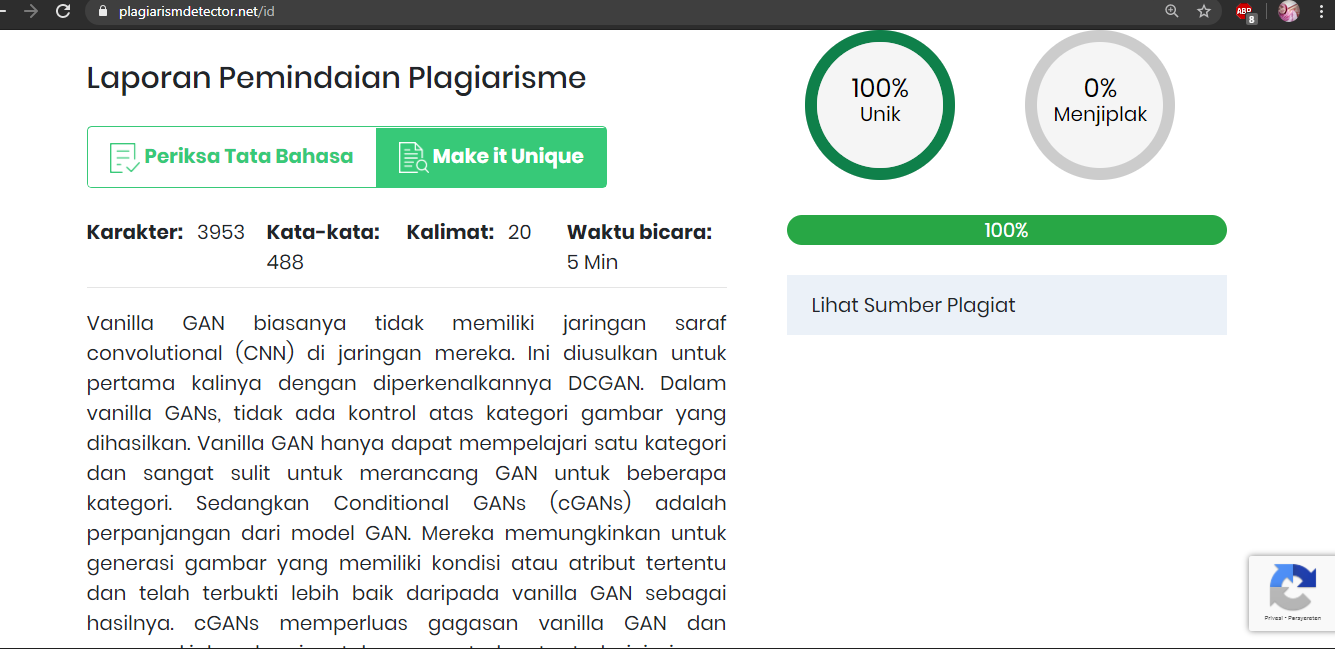 plagiarismdetector.net/id
ABP
8
Laporan Pemindaian Plagiarisme
100%
Unik
0%
Menjiplak
Periksa Tata Bahasa
Make it Unique
Karakter: 3953 Kata-kata: 488 Kalimat: 20 Waktu bicara: 5 Min
100%
Lihat Sumber Plagiat
Vanilla GAN biasanya tidak memiliki jaringan saraf
convolutional (CNN) di jaringan mereka. Ini diusulkan untuk
pertama kalinya dengan diperkenalkannya DCGAN. Dalam
vanilla GANs, tidak ada kontrol atas kategori gambar yang
dihasilkan. Vanilla GAN hanya dapat mempelajari satu kategori
dan sangat sulit untuk merancang GAN untuk beberapa
kategori. Sedangkan Conditional GANs (cGANs) adalah
perpanjangan dari model GAN. Mereka memungkinkan untuk
generasi gambar yang memiliki kondisi atau atribut tertentu
dan telah terbukti lebih baik daripada vanilla GAN sebagai
hasilnya. cGANs memperluas gagasan vanilla GAN dan
Privasi - Persyaratan